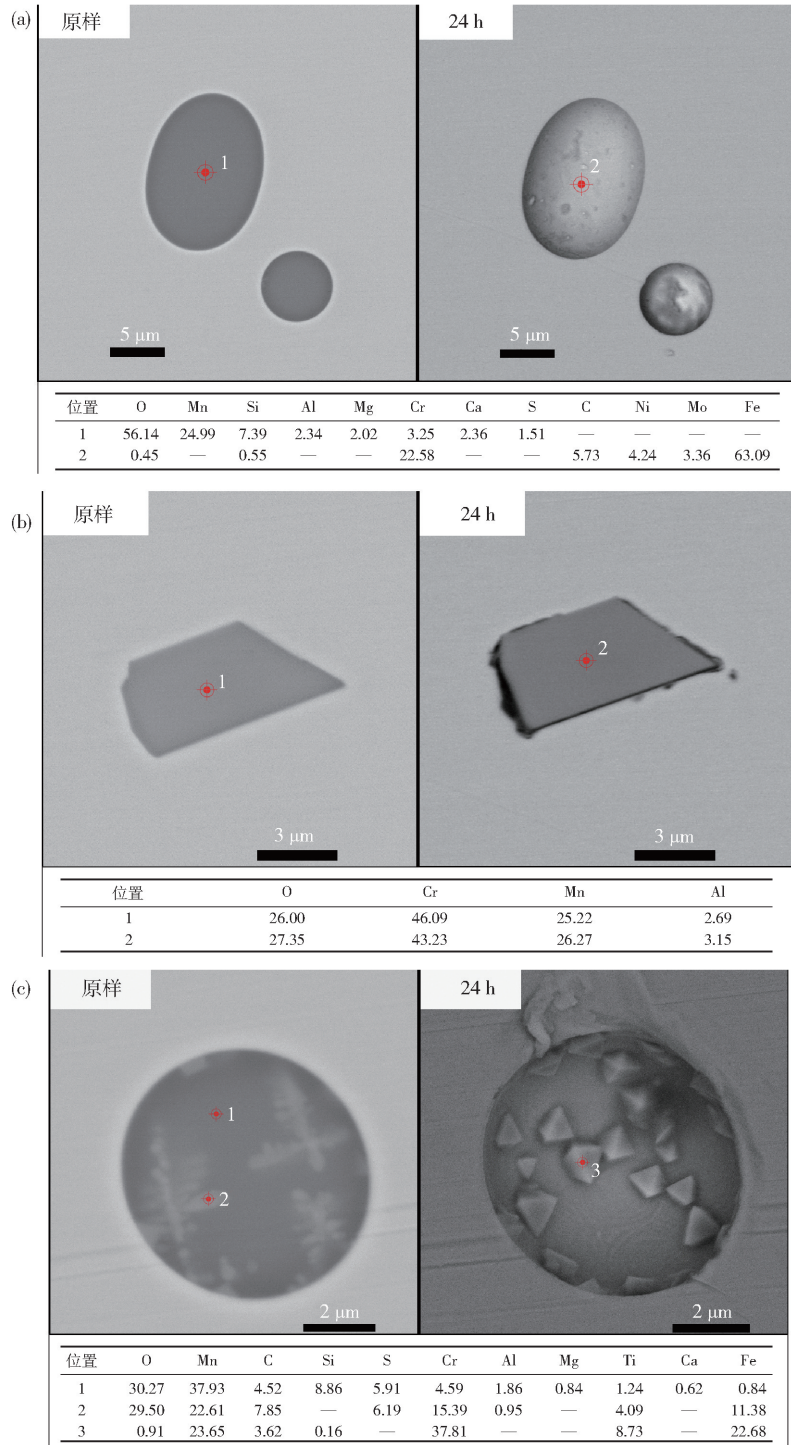 (a)
原样
24 h
1
2
5 μm
5 μm
位置 O Mn Si Al Mg Cr Ca S C Ni Mo Fe
1 56.14 24.99 7.39 2.34 2.02 3.25 2.36 1.51 — — — —
2 0.45 — 0.55 — — 22.58 — — 5.73 4.24 3.36 63.09
(b)
原样
24 h
1
2
3 μm
3 μm
位置 O Cr Mn Al
1 26.00 46.09 25.22 2.69
2 27.35 43.23 26.27 3.15
(c)
原样
24 h
1
2
3
2 μm
2 μm
位置 O Mn C Si S Cr Al Mg Ti Ca Fe
1 30.27 37.93 4.52 8.86 5.91 4.59 1.86 0.84 1.24 0.62 0.84
2 29.50 22.61 7.85 — 6.19 15.39 0.95 — 4.09 — 11.38
3 0.91 23.65 3.62 0.16 — 37.81 — — 8.73 — 22.68